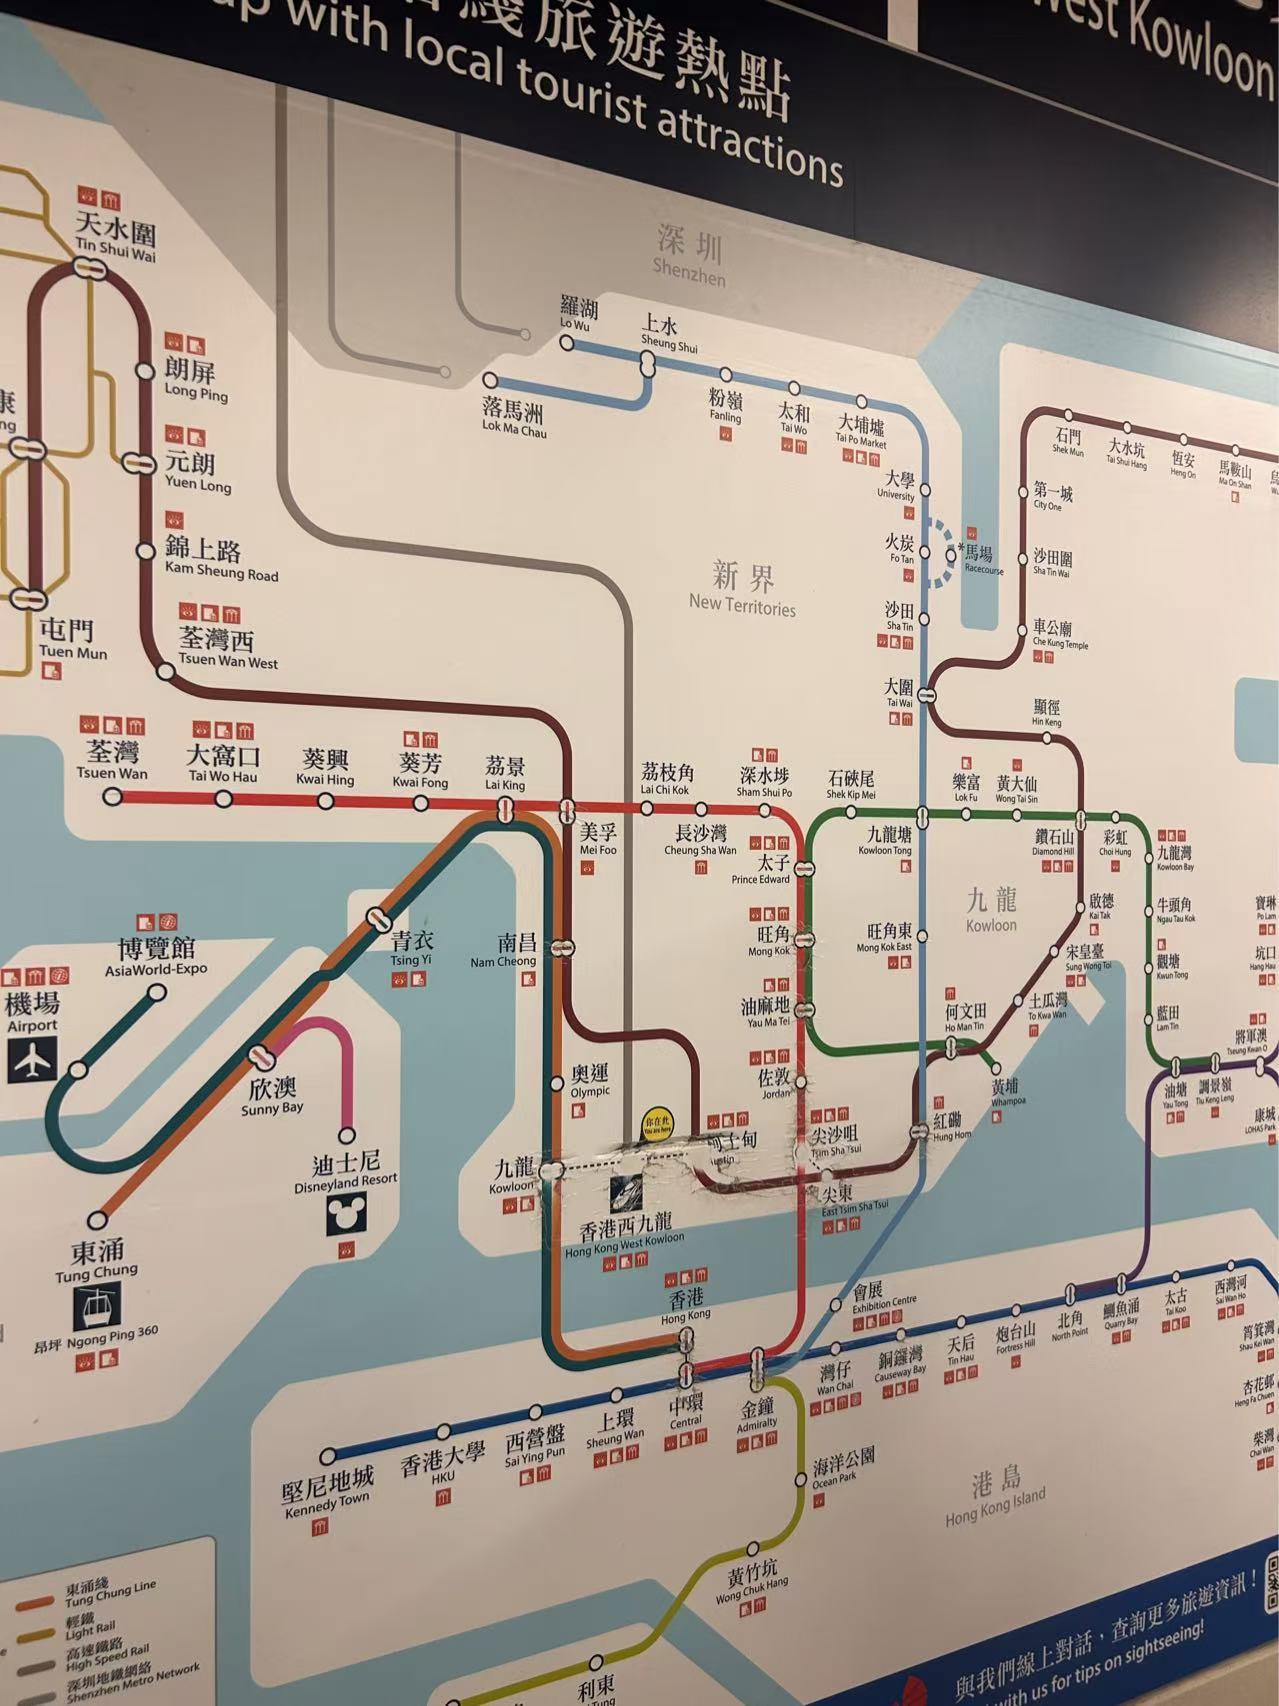 旅遊熱點
with local tourist attractions
West Kowloon
深圳
Shenzhen
天水圍
Tin Shui Wai
朗屏
Long Ping
元朗
Yuen Long
錦上路
Kam Sheung Road
荃灣西
Tsuen Wan West
屯門
Tuen Mun
羅湖
Lo Wu
上水
Sheung Shui
落馬洲
Lok Ma Chau
粉嶺
Fanling
太和
Tai Wo
大埔墟
Tai Po Market
大學
University
火炭
Fo Tan
*馬場
Racecourse
沙田
Sha Tin
大圍
Tai Wai
石門
Shek Mun
大水坑
Tai Shui Hang
恆安
Heng On
馬鞍山
Ma On Shan
第一城
City One
沙田圍
Sha Tin Wai
車公廟
Che Kung Temple
顯徑
Hin Keng
新界
New Territories
荃灣
Tsuen Wan
大窩口
Tai Wo Hau
葵興
Kwai Hing
葵芳
Kwai Fong
荔景
Lai King
美孚
Mei Foo
荔枝角
Lai Chi Kok
長沙灣
Cheung Sha Wan
深水埗
Sham Shui Po
石硤尾
Shek Kip Mei
九龍塘
Kowloon Tong
樂富
Lok Fu
黃大仙
Wong Tai Sin
鑽石山
Diamond Hill
彩虹
Choi Hung
九龍灣
Kowloon Bay
太子
Prince Edward
旺角
Mong Kok
油麻地
Yau Ma Tei
佐敦
Jordan
旺角東
Mong Kok East
九龍
Kowloon
啟德
Kai Tak
宋皇臺
Sung Wong Toi
土瓜灣
To Kwa Wan
何文田
Ho Man Tin
黃埔
Whampoa
紅磡
Hung Hom
牛頭角
Ngau Tau Kok
觀塘
Kwun Tong
藍田
Lam Tin
油塘
Yau Tong
調景嶺
Tiu Keng Leng
將軍澳
Tseung Kwan O
寶琳
Po Lam
坑口
Hang Hau
康城
LOHAS Park
博覽館
AsiaWorld-Expo
機場
Airport
青衣
Tsing Yi
南昌
Nam Cheong
欣澳
Sunny Bay
迪士尼
Disneyland Resort
東涌
Tung Chung
昂坪 Ngong Ping 360
奧運
Olympic
九龍
Kowloon
你在此
You are here
柯士甸
Austin
尖沙咀
Tsim Sha Tsui
尖東
East Tsim Sha Tsui
香港西九龍
Hong Kong West Kowloon
香港
Hong Kong
中環
Central
金鐘
Admiralty
會展
Exhibition Centre
灣仔
Wan Chai
銅鑼灣
Causeway Bay
天后
Tin Hau
炮台山
Fortress Hill
北角
North Point
鰂魚涌
Quarry Bay
太古
Tai Koo
西灣河
Sai Wan Ho
筲箕灣
Shau Kei Wan
杏花邨
Heng Fa Chuen
柴灣
Chai Wan
上環
Sheung Wan
西營盤
Sai Ying Pun
香港大學
HKU
堅尼地城
Kennedy Town
海洋公園
Ocean Park
黃竹坑
Wong Chuk Hang
利東
港島
Hong Kong Island
東涌綫
Tung Chung Line
輕鐵
Light Rail
高速鐵路
High Speed Rail
深圳地鐵網絡
Shenzhen Metro Network
與我們線上對話，查詢更多旅遊資訊！
with us for tips on sightseeing!